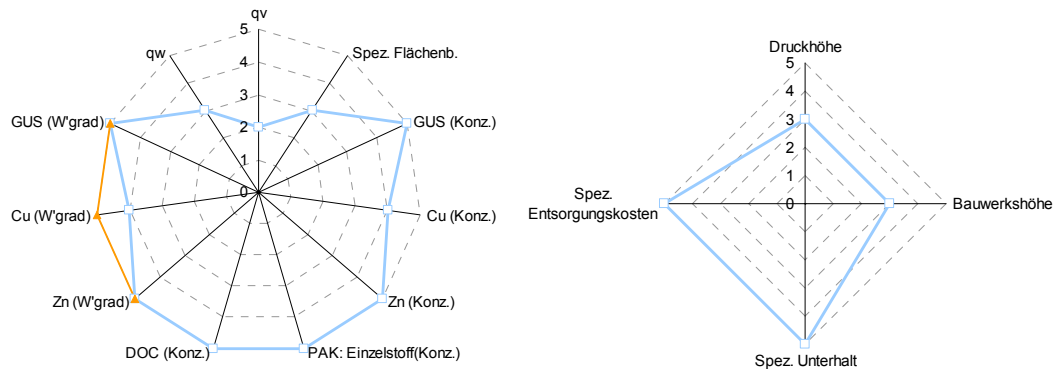 qv
5
qw
4
Spez. Flächenb.
3
GUS (W'grad)
2
GUS (Konz.)
1
0
Cu (W'grad)
Cu (Konz.)
Zn (W'grad)
Zn (Konz.)
DOC (Konz.)
PAK: Einzelstoff(Konz.)
Druckhöhe
5
4
3
2
1
0
Spez.
Entsorgungskosten
Bauwerkshöhe
Spez. Unterhalt